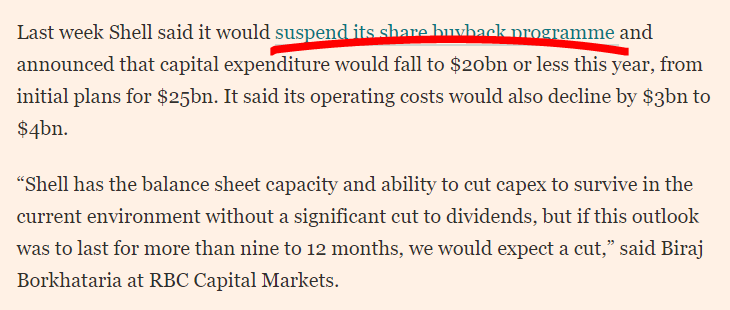 Last week Shell said it would suspend its share buyback programme and
announced that capital expenditure would fall to $20bn or less this year, from
initial plans for $25bn. It said its operating costs would also decline by $3bn to
$4bn.
“Shell has the balance sheet capacity and ability to cut capex to survive in the
current environment without a significant cut to dividends, but if this outlook
was to last for more than nine to 12 months, we would expect a cut,” said Biraj
Borkhataria at RBC Capital Markets.